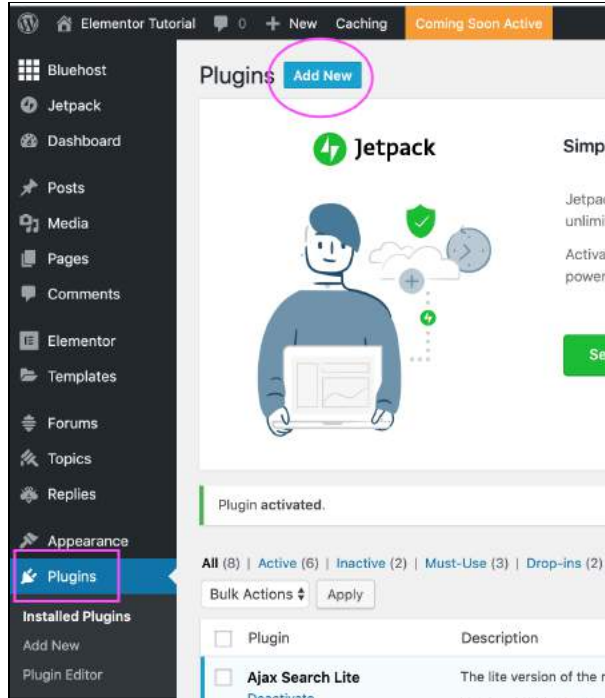 Elementor Tutorial 0 + New Caching Coming Soon Active
Bluehost
Jetpack
Dashboard
Posts
Media
Pages
Comments
Elementor
Templates
Forums
Topics
Replies
Appearance
Plugins
Installed Plugins
Add New
Plugin Editor
Plugins Add New
Jetpack
Plugin activated.
All (8) | Active (6) | Inactive (2) | Must-Use (3) | Drop-ins (2)
Bulk Actions Apply
Plugin Description
Ajax Search Lite The lite version of the
Deactivate